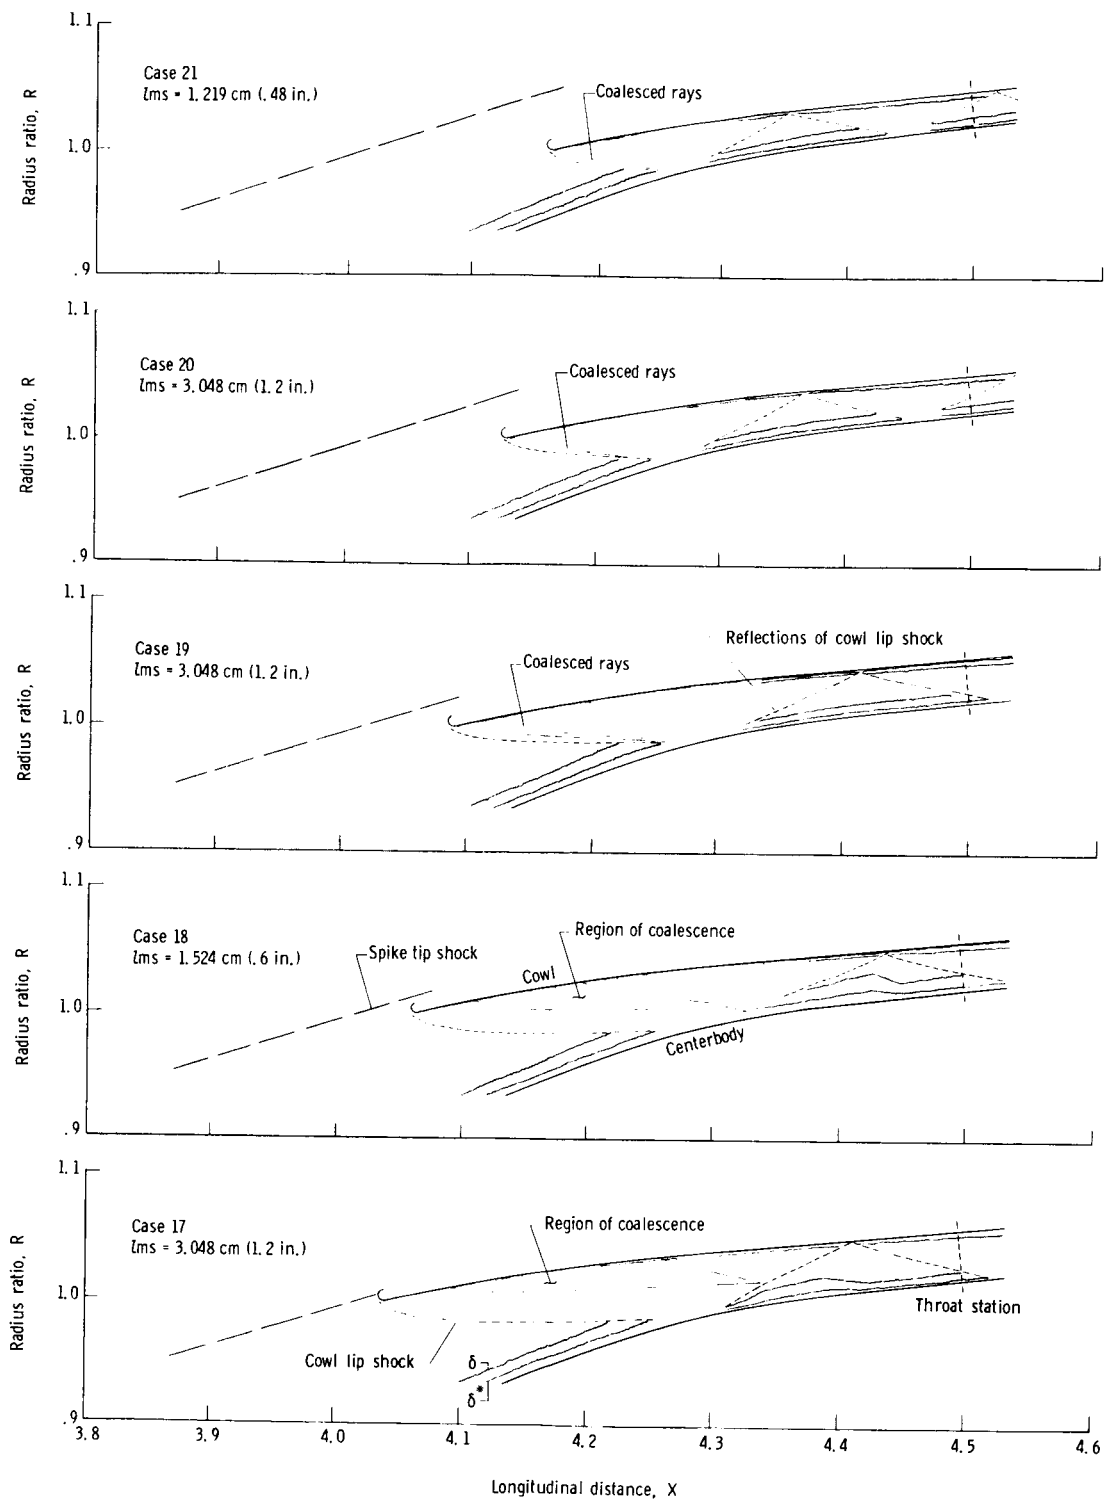 1.1
Case 21
lms = 1.219 cm (.48 in.)
Coalesced rays
Radius ratio, R
1.0
.9
1.1
Case 20
lms = 3.048 cm (1.2 in.)
Coalesced rays
Radius ratio, R
1.0
.9
1.1
Case 19
lms = 3.048 cm (1.2 in.)
Reflections of cowl lip shock
Coalesced rays
Radius ratio, R
1.0
.9
1.1
Case 18
lms = 1.524 cm (.6 in.)
Region of coalescence
Spike tip shock
Cowl
Radius ratio, R
1.0
Centerbody
.9
1.1
Case 17
lms = 3.048 cm (1.2 in.)
Region of coalescence
Radius ratio, R
1.0
Throat station
Cowl lip shock
δ
δ*
.9
3.8 3.9 4.0 4.1 4.2 4.3 4.4 4.5 4.6
Longitudinal distance, X